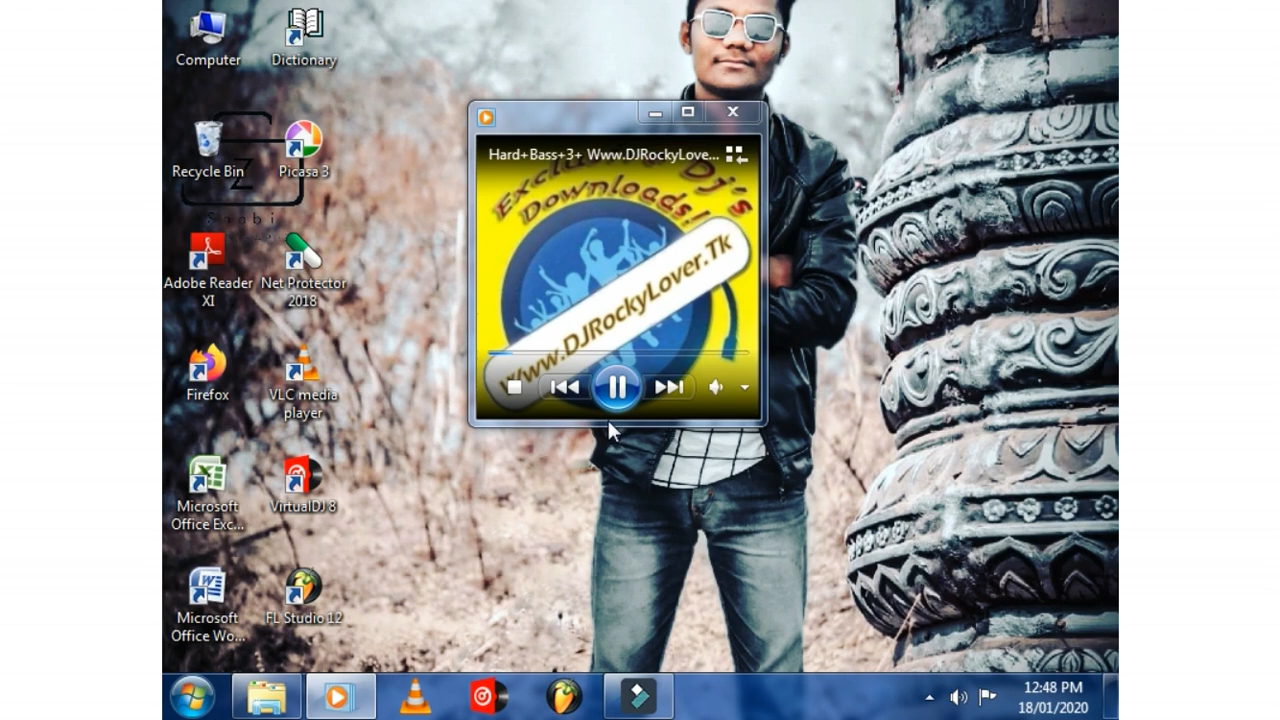 Computer
Dictionary
Recycle Bin
Picasa 3
Adobe Reader
XI
Net Protector
2018
Firefox
VLC media
player
Microsoft
Office Exc...
VirtualDJ 8
Microsoft
Office Wo...
FL Studio 12
Hard+Bass+3+ Www.DJRockyLove...
Dj's
Downloads!
Www.DJRockyLover.Tk
12:48 PM
18/01/2020